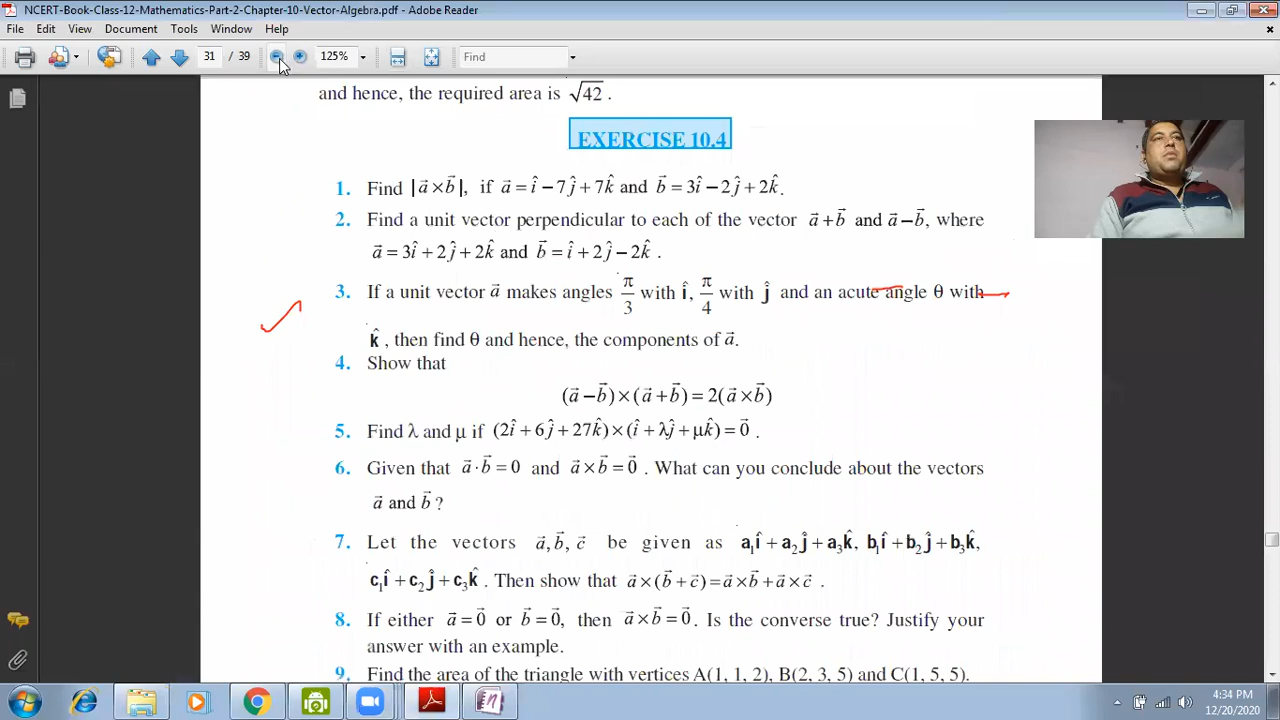 NCERT-Book-Class-12-Mathematics-Part-2-Chapter-10-Vector-Algebra.pdf - Adobe Reader
File Edit View Document Tools Window Help
31 / 39 125% Find
and hence, the required area is √42 .
EXERCISE 10.4
1. Find |a⃗ × b⃗|, if a⃗ = î − 7ĵ + 7k̂ and b⃗ = 3î − 2ĵ + 2k̂.
2. Find a unit vector perpendicular to each of the vector a⃗ + b⃗ and a⃗ − b⃗, where
a⃗ = 3î + 2ĵ + 2k̂ and b⃗ = î + 2ĵ − 2k̂ .
3. If a unit vector a⃗ makes angles π/3 with î, π/4 with ĵ and an acute angle θ with
k̂ , then find θ and hence, the components of a⃗.
4. Show that
(a⃗ − b⃗) × (a⃗ + b⃗) = 2(a⃗ × b⃗)
5. Find λ and μ if (2î + 6ĵ + 27k̂) × (î + λĵ + μk̂) = 0⃗ .
6. Given that a⃗ · b⃗ = 0 and a⃗ × b⃗ = 0⃗ . What can you conclude about the vectors
a⃗ and b⃗ ?
7. Let the vectors a⃗, b⃗, c⃗ be given as a₁î + a₂ĵ + a₃k̂, b₁î + b₂ĵ + b₃k̂,
c₁î + c₂ĵ + c₃k̂ . Then show that a⃗ × (b⃗ + c⃗) = a⃗ × b⃗ + a⃗ × c⃗ .
8. If either a⃗ = 0⃗ or b⃗ = 0⃗, then a⃗ × b⃗ = 0⃗. Is the converse true? Justify your
answer with an example.
9. Find the area of the triangle with vertices A(1, 1, 2), B(2, 3, 5) and C(1, 5, 5).
4:34 PM
12/20/2020